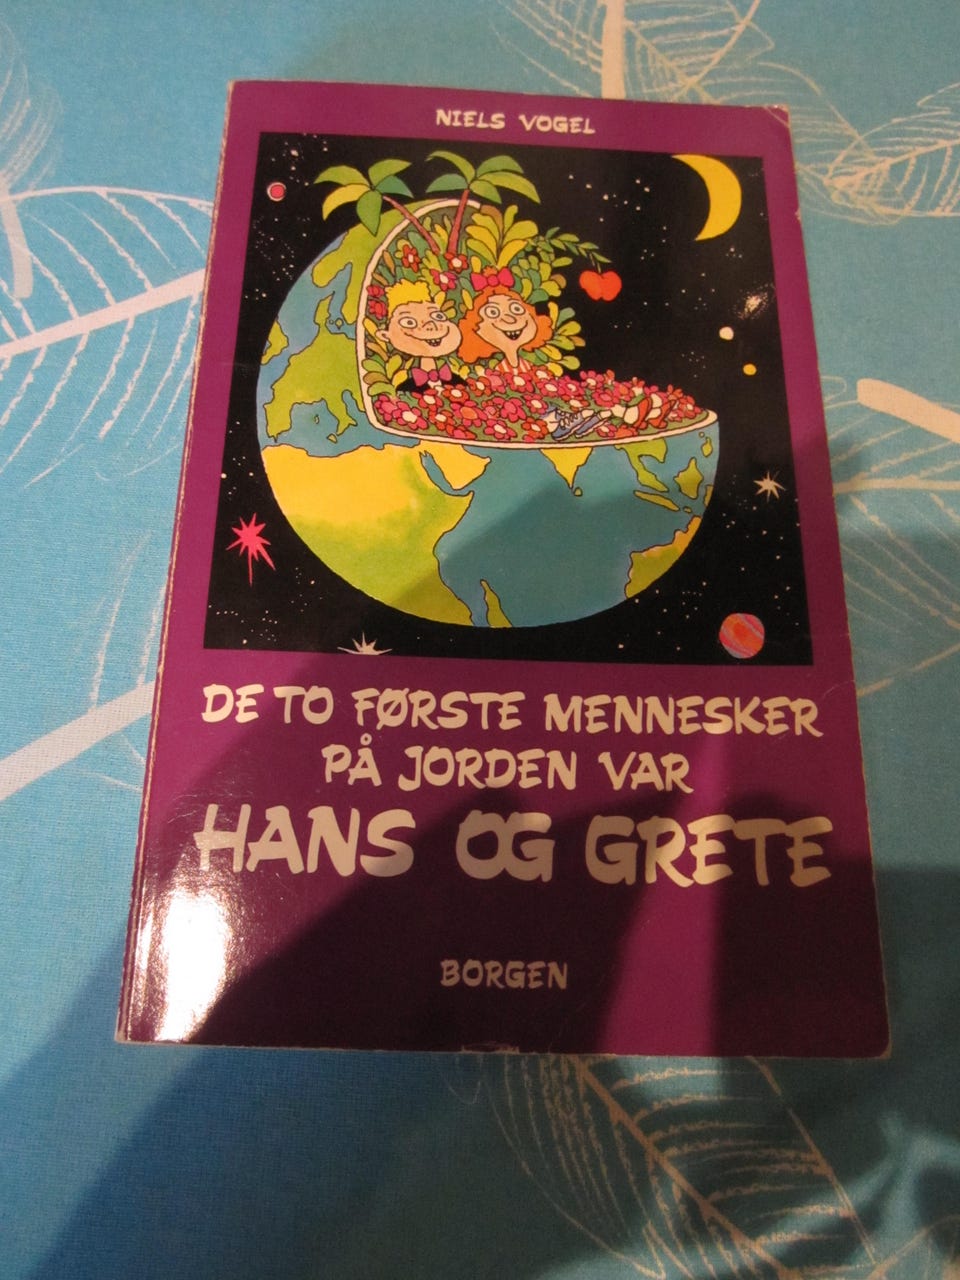 NIELS VOGEL
DE TO FØRSTE MENNESKER
PÅ JORDEN VAR
HANS OG GRETE
BORGEN